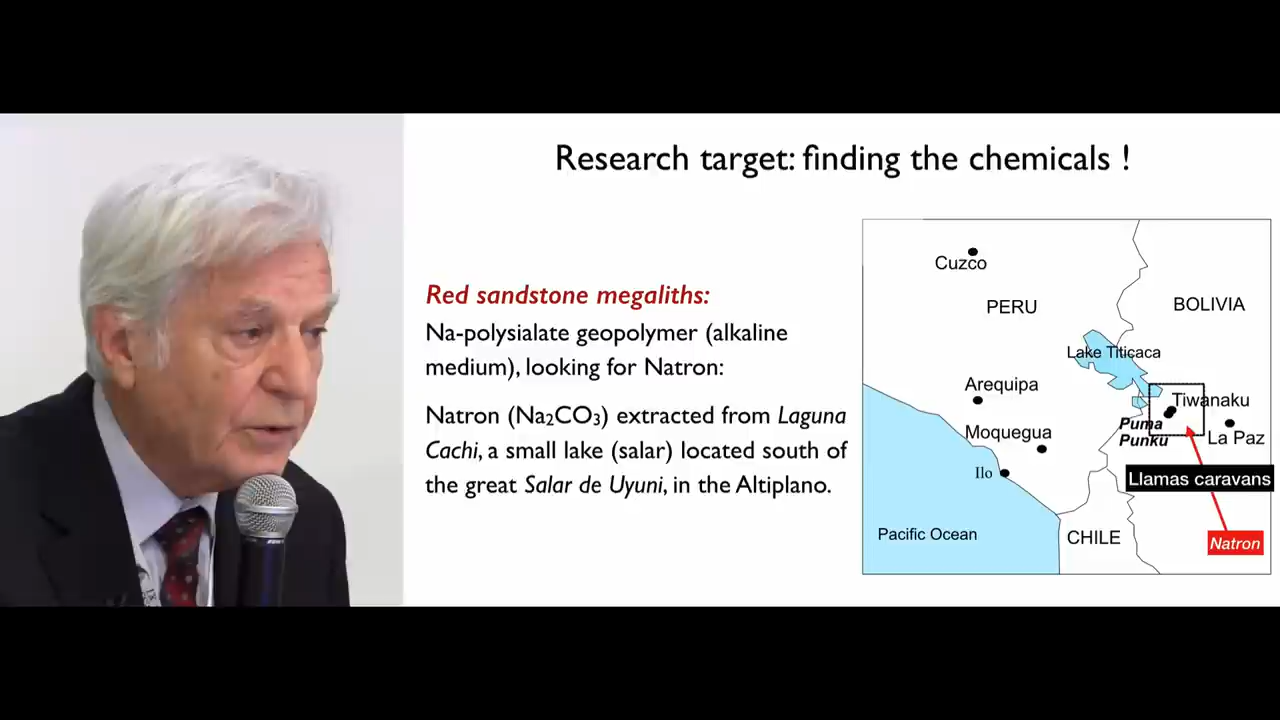 Research target: finding the chemicals !
Red sandstone megaliths:
Na-polysialate geopolymer (alkaline
medium), looking for Natron:
Natron (Na₂CO₃) extracted from Laguna
Cachi, a small lake (salar) located south of
the great Salar de Uyuni, in the Altiplano.
Cuzco
PERU
BOLIVIA
Lake Titicaca
Arequipa
Tiwanaku
Puma
Punku
Moquegua
La Paz
Ilo
Llamas caravans
Pacific Ocean
CHILE
Natron